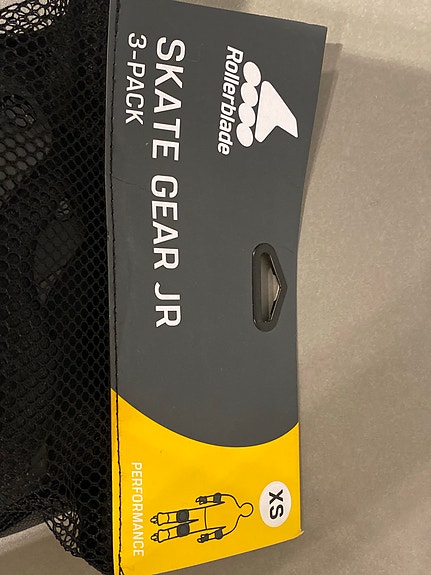 Rollerblade
SKATE GEAR JR
3-PACK
XS
PERFORMANCE